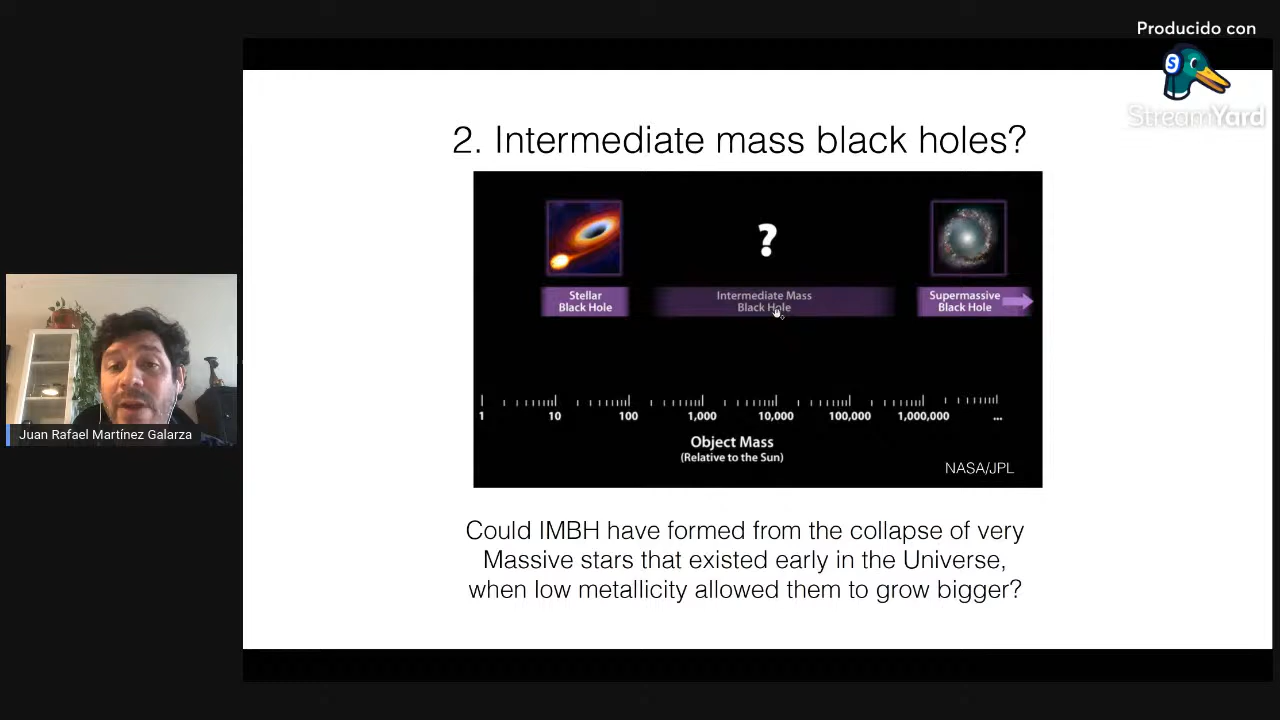 Producido con
StreamYard
2. Intermediate mass black holes?
?
Stellar
Black Hole
Intermediate Mass
Black Hole
Supermassive
Black Hole
1 10 100 1,000 10,000 100,000 1,000,000 ...
Object Mass
(Relative to the Sun)
NASA/JPL
Juan Rafael Martínez Galarza
Could IMBH have formed from the collapse of very
Massive stars that existed early in the Universe,
when low metallicity allowed them to grow bigger?